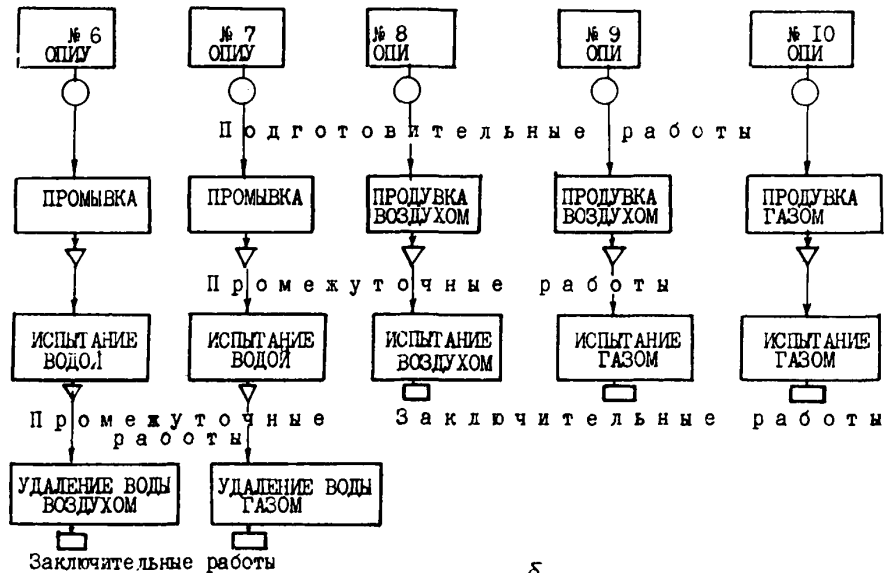 № 6
ОПИУ
№ 7
ОПИУ
№ 8
ОПИ
№ 9
ОПИ
№ 10
ОПИ
Подготовительные работы
ПРОМЫВКА
ПРОМЫВКА
ПРОДУВКА
ВОЗДУХОМ
ПРОДУВКА
ВОЗДУХОМ
ПРОДУВКА
ГАЗОМ
Промежуточные работы
ИСПЫТАНИЕ
ВОДОЙ
ИСПЫТАНИЕ
ВОДОЙ
ИСПЫТАНИЕ
ВОЗДУХОМ
ИСПЫТАНИЕ
ГАЗОМ
ИСПЫТАНИЕ
ГАЗОМ
Промежуточные
работы
Заключительные работы
УДАЛЕНИЕ ВОДЫ
ВОЗДУХОМ
УДАЛЕНИЕ ВОДЫ
ГАЗОМ
Заключительные работы
б